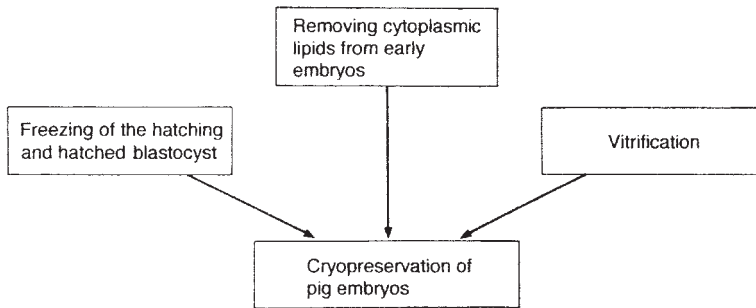 Removing cytoplasmic
lipids from early
embryos
Freezing of the hatching
and hatched blastocyst
Vitrification
Cryopreservation of
pig embryos